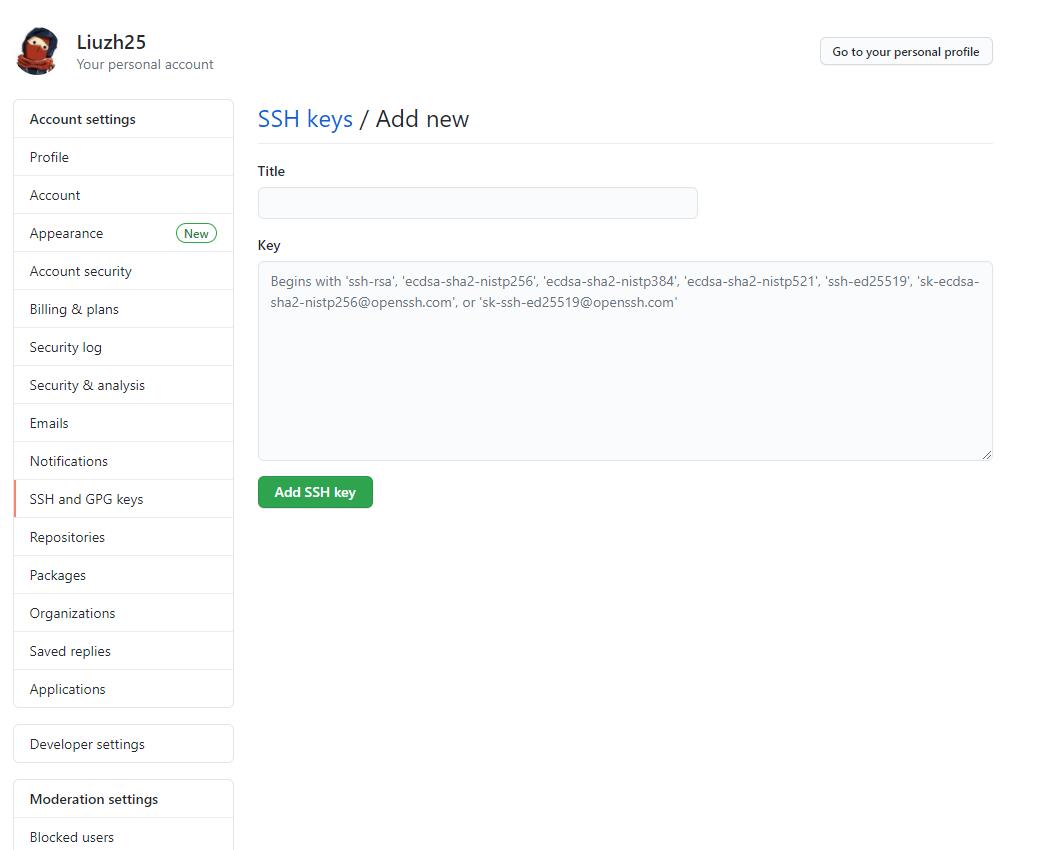 Liuzh25
Your personal account
Go to your personal profile
Account settings
Profile
Account
Appearance New
Account security
Billing & plans
Security log
Security & analysis
Emails
Notifications
SSH and GPG keys
Repositories
Packages
Organizations
Saved replies
Applications
Developer settings
Moderation settings
Blocked users
SSH keys / Add new
Title
Key
Begins with 'ssh-rsa', 'ecdsa-sha2-nistp256', 'ecdsa-sha2-nistp384', 'ecdsa-sha2-nistp521', 'ssh-ed25519', 'sk-ecdsa-
sha2-nistp256@openssh.com', or 'sk-ssh-ed25519@openssh.com'
Add SSH key